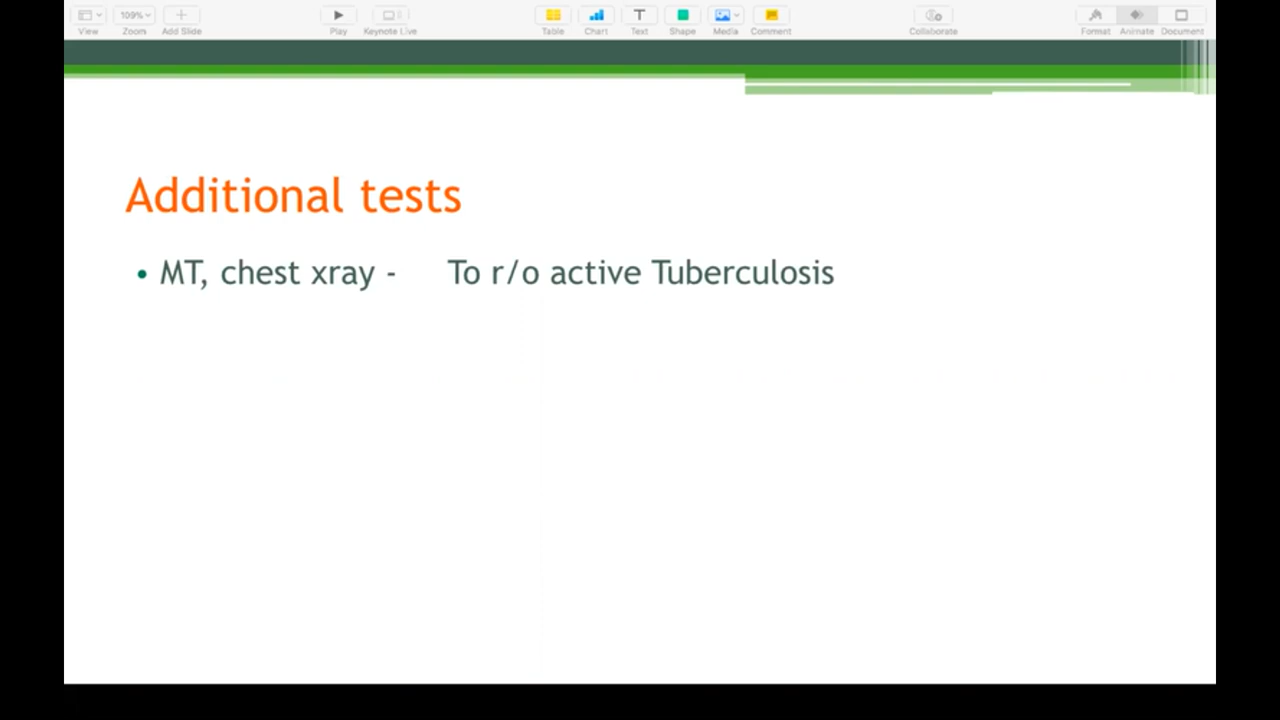 109%
View Zoom Add Slide Play Keynote Live Table Chart Text Shape Media Comment Collaborate Format Animate Document
Additional tests
• MT, chest xray - To r/o active Tuberculosis